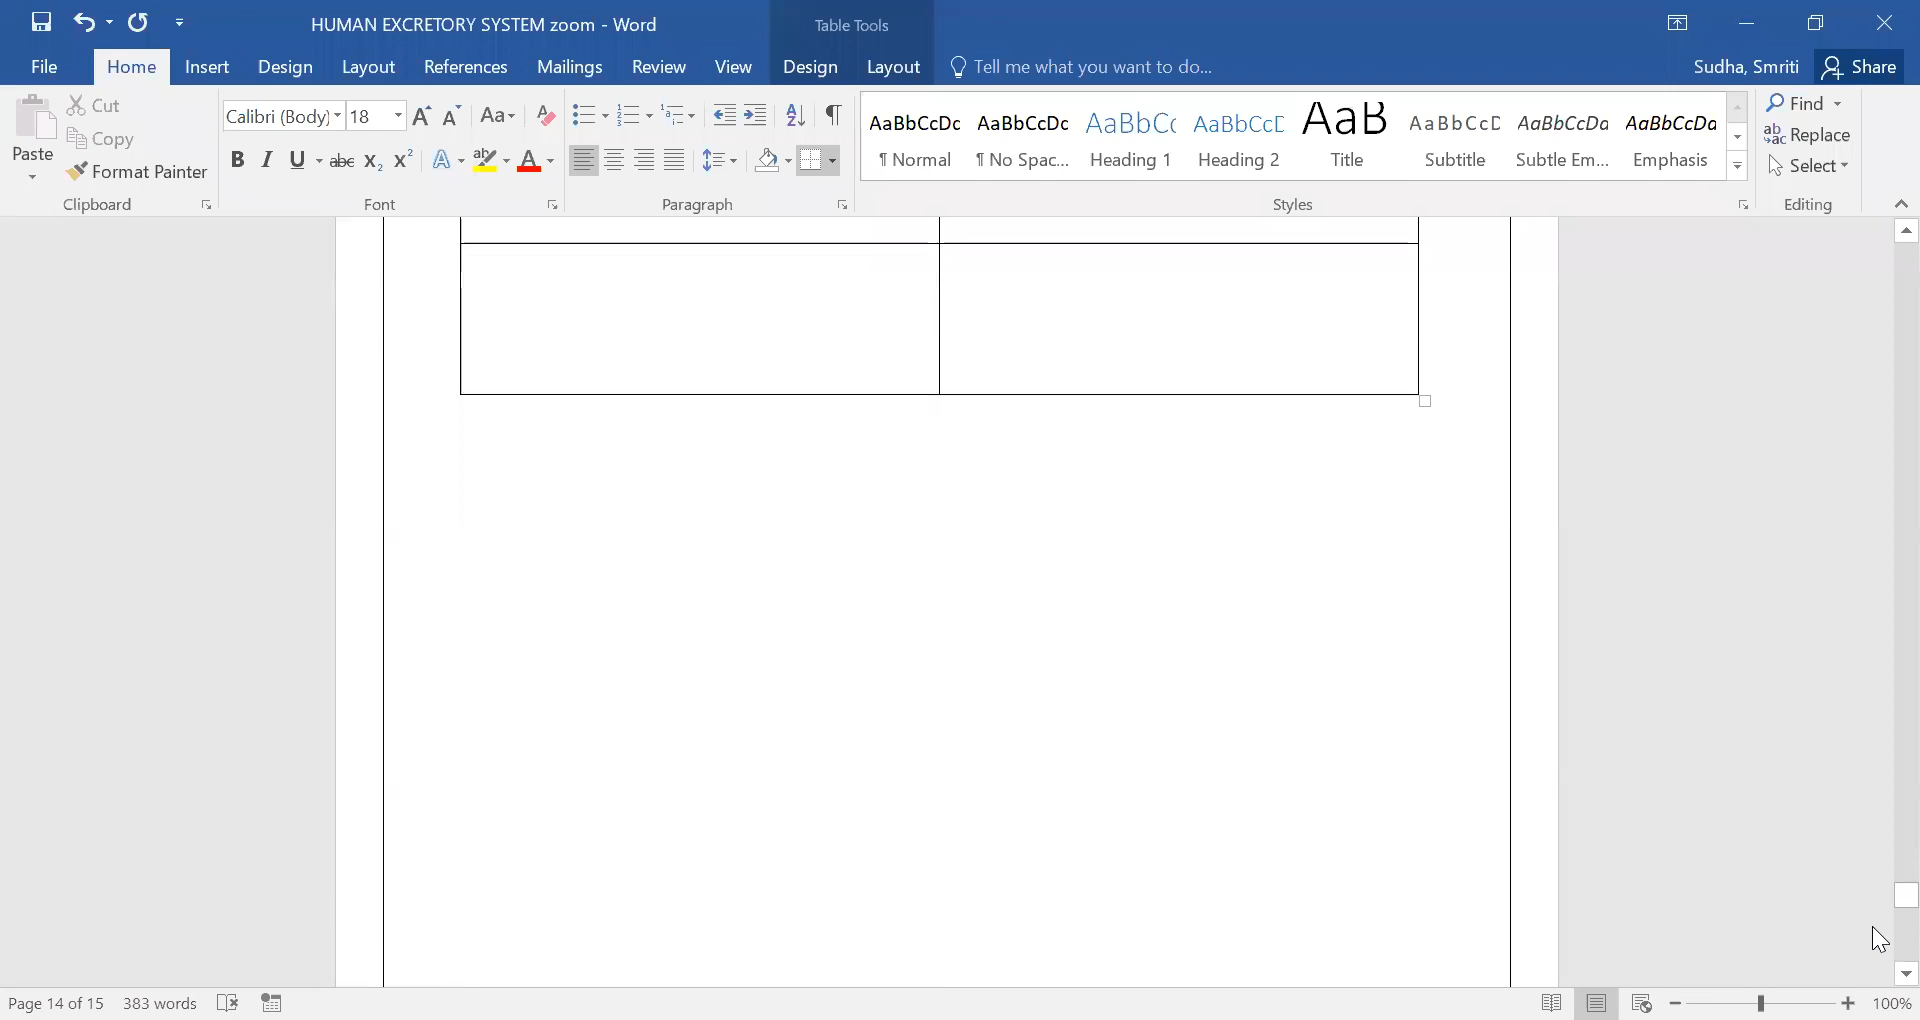 HUMAN EXCRETORY SYSTEM zoom - Word
Table Tools
File Home Insert Design Layout References Mailings Review View Design Layout Tell me what you want to do... Sudha, Smriti Share
Paste
Cut
Copy
Format Painter
Clipboard
Calibri (Body) 18 A A Aa
B I U abc X₂ X² A ab A
Font
Paragraph
AaBbCcDc AaBbCcDc AaBbCc AaBbCcD AaB AaBbCcD AaBbCcDa AaBbCcDa
¶ Normal ¶ No Spac... Heading 1 Heading 2 Title Subtitle Subtle Em... Emphasis
Styles
Find
Replace
Select
Editing
Page 14 of 15 383 words 100%